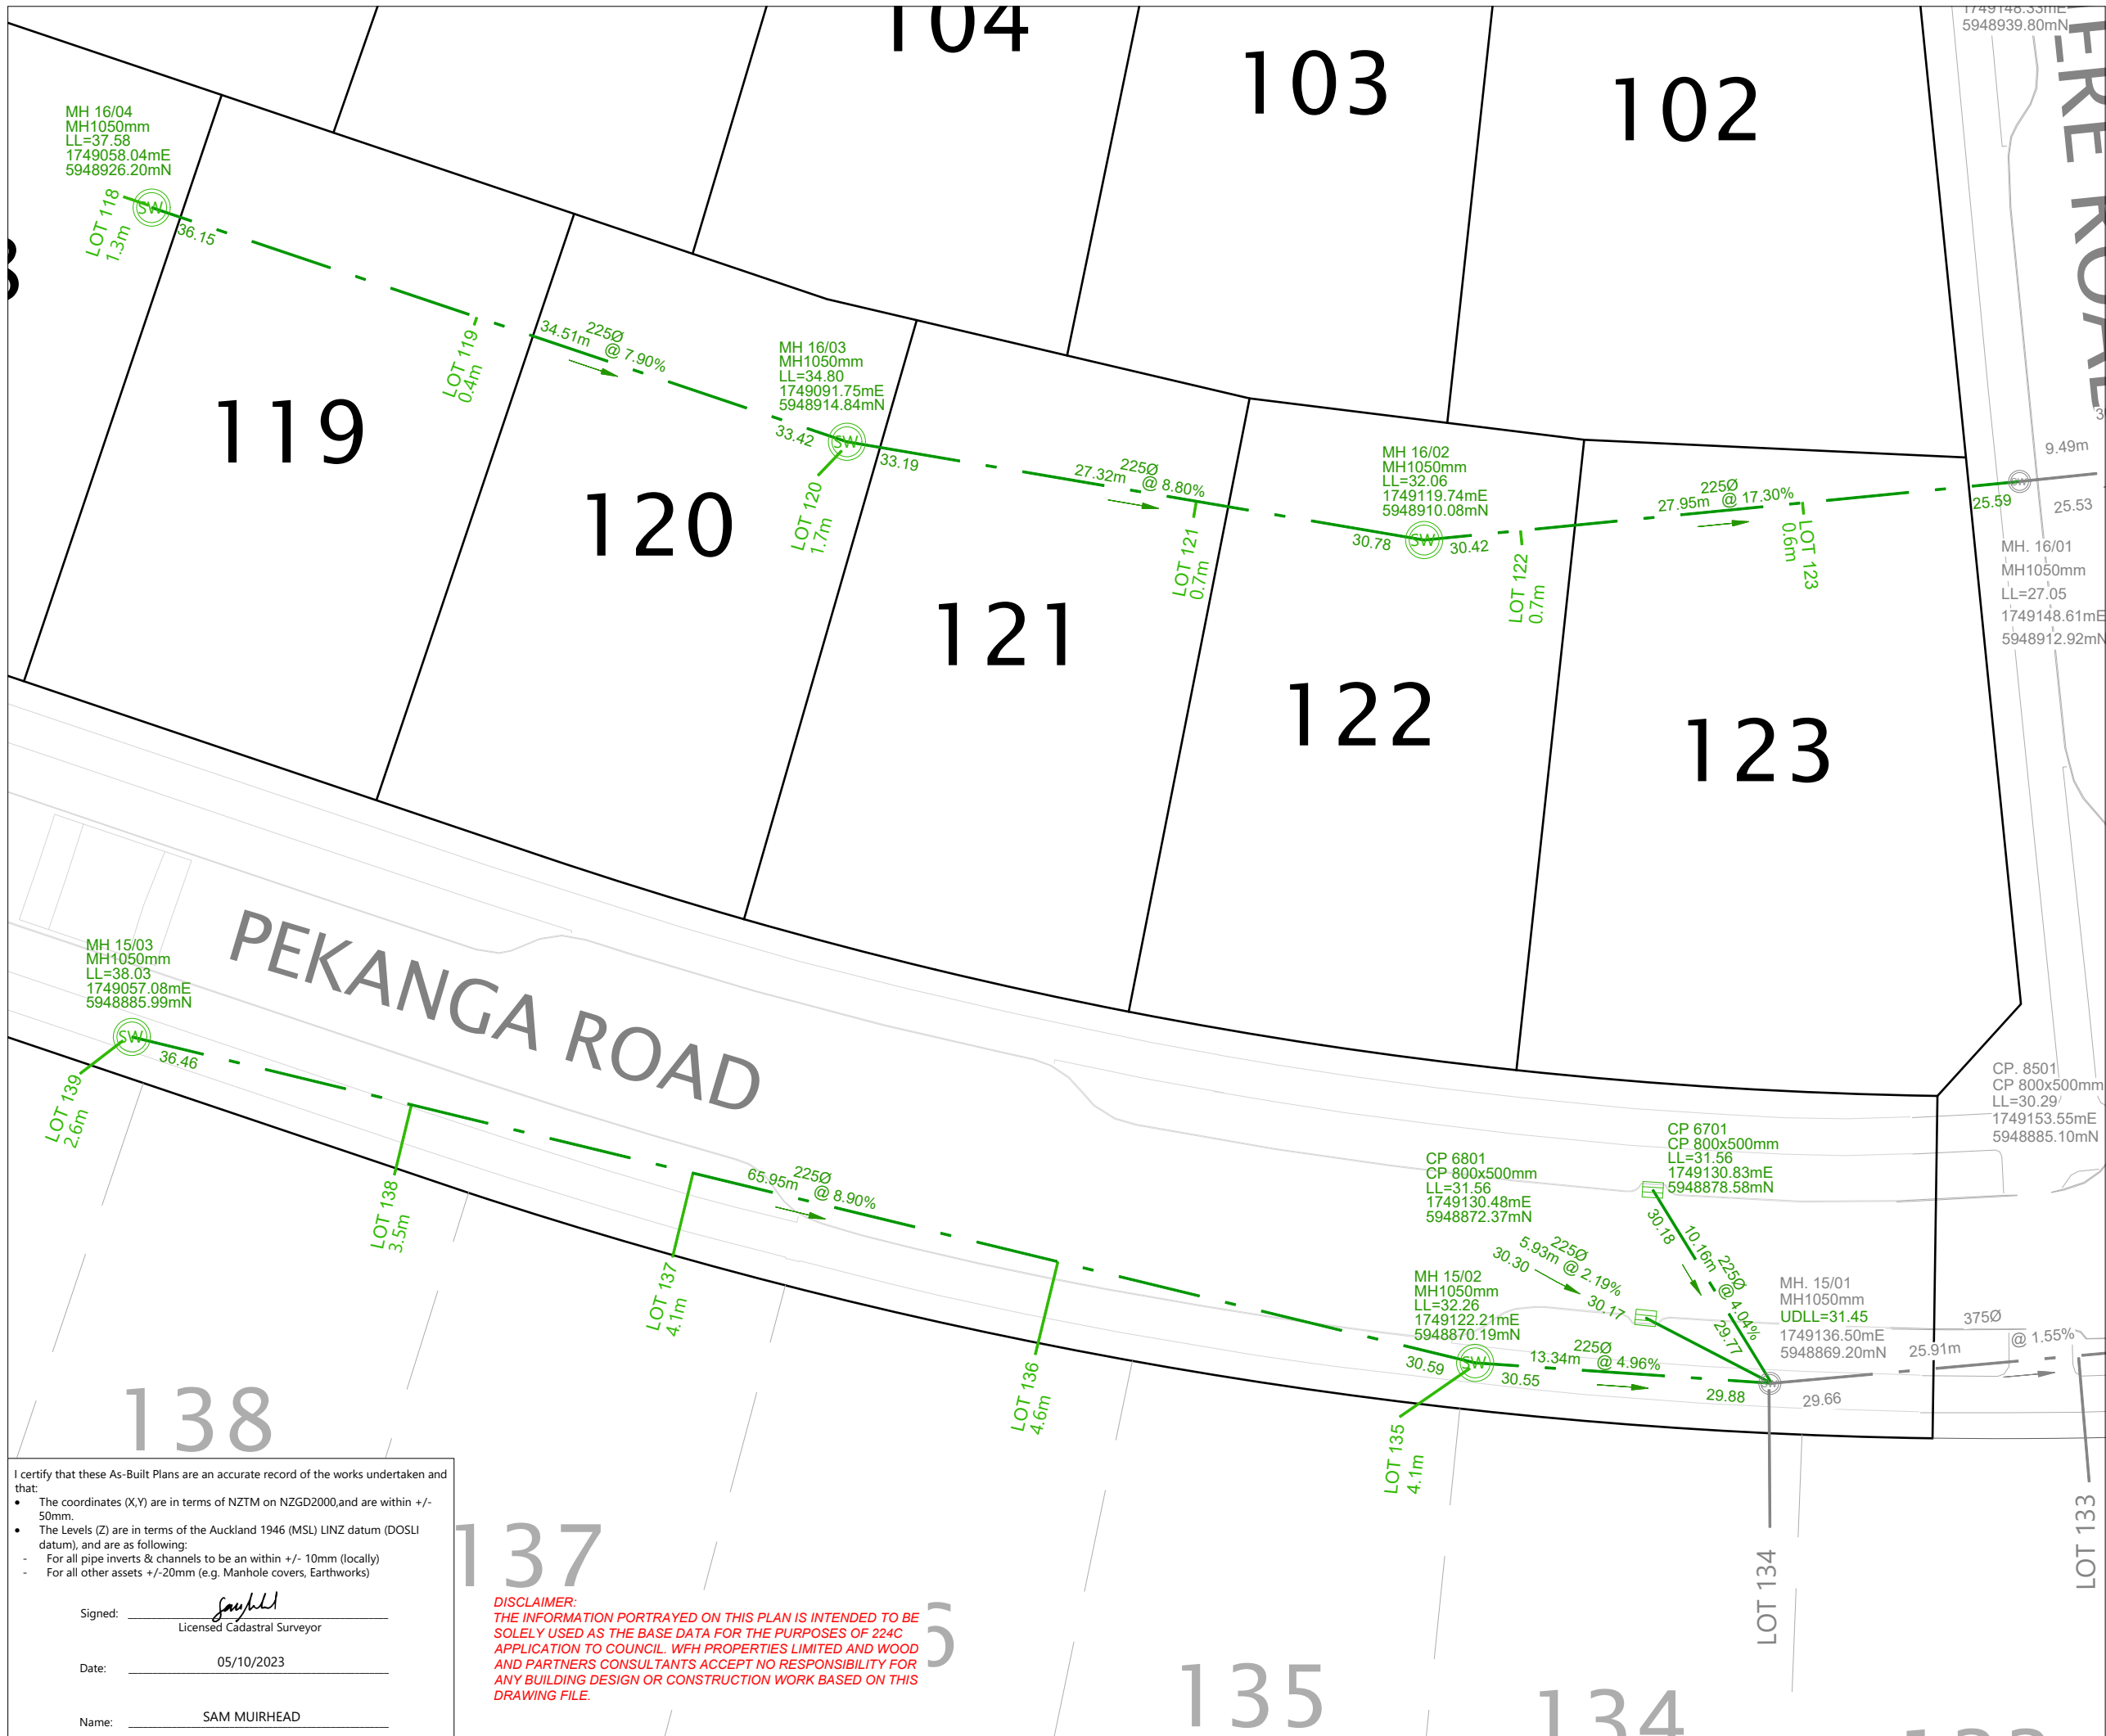 104
103
102
1749148.33mE
5948939.80mN
ERE ROAD
MH 16/04
MH1050mm
LL=37.58
1749058.04mE
5948926.20mN
LOT 118
1.3m
SW
36.15
LOT 119
0.4m
34.51m
225Ø
@ 7.90%
119
MH 16/03
MH1050mm
LL=34.80
1749091.75mE
5948914.84mN
33.42
SW
33.19
LOT 120
1.7m
120
27.32m
225Ø
@ 8.80%
LOT 121
0.7m
121
MH 16/02
MH1050mm
LL=32.06
1749119.74mE
5948910.08mN
30.78
SW
30.42
LOT 122
0.7m
122
27.95m
225Ø
@ 17.30%
LOT 123
0.6m
123
25.59
SW
9.49m
25.53
MH. 16/01
MH1050mm
LL=27.05
1749148.61mE
5948912.92mN
PEKANGA ROAD
MH 15/03
MH1050mm
LL=38.03
1749057.08mE
5948885.99mN
SW
36.46
LOT 139
2.6m
LOT 138
3.5m
LOT 137
4.1m
65.95m
225Ø
@ 8.90%
LOT 136
4.6m
CP 6801
CP 800x500mm
LL=31.56
1749130.48mE
5948872.37mN
CP 6701
CP 800x500mm
LL=31.56
1749130.83mE
5948878.58mN
CP. 8501
CP 800x500mm
LL=30.29
1749153.55mE
5948885.10mN
30.30
5.93m
225Ø
@ 2.19%
30.17
30.18
10.16m
225Ø
@ 4.04%
29.77
MH 15/02
MH1050mm
LL=32.26
1749122.21mE
5948870.19mN
30.59
SW
30.55
13.34m
225Ø
@ 4.96%
29.88
LOT 135
4.1m
MH. 15/01
MH1050mm
UDLL=31.45
1749136.50mE
5948869.20mN
SW
29.66
25.91m
375Ø
@ 1.55%
LOT 134
LOT 133
138
137
135
134
I certify that these As-Built Plans are an accurate record of the works undertaken and
that:
• The coordinates (X,Y) are in terms of NZTM on NZGD2000,and are within +/-
50mm.
• The Levels (Z) are in terms of the Auckland 1946 (MSL) LINZ datum (DOSLI
datum), and are as following:
- For all pipe inverts & channels to be an within +/- 10mm (locally)
- For all other assets +/-20mm (e.g. Manhole covers, Earthworks)
Signed:
Licensed Cadastral Surveyor
Date: 05/10/2023
Name: SAM MUIRHEAD
DISCLAIMER:
THE INFORMATION PORTRAYED ON THIS PLAN IS INTENDED TO BE
SOLELY USED AS THE BASE DATA FOR THE PURPOSES OF 224C
APPLICATION TO COUNCIL. WFH PROPERTIES LIMITED AND WOOD
AND PARTNERS CONSULTANTS ACCEPT NO RESPONSIBILITY FOR
ANY BUILDING DESIGN OR CONSTRUCTION WORK BASED ON THIS
DRAWING FILE.